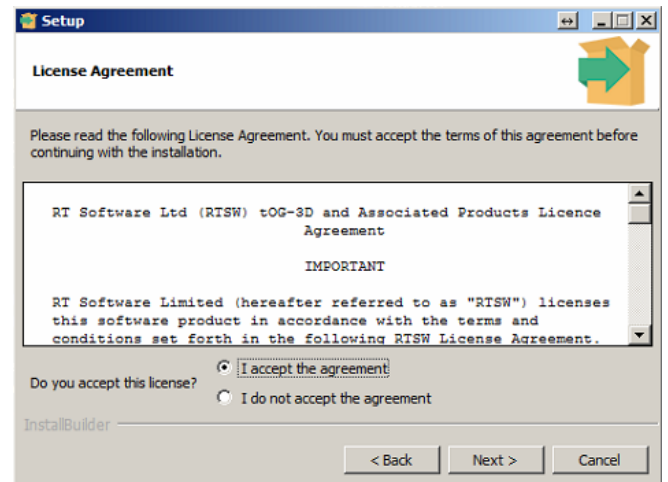 Setup
License Agreement
Please read the following License Agreement. You must accept the terms of this agreement before
continuing with the installation.
RT Software Ltd (RTSW) tOG-3D and Associated Products Licence
Agreement
IMPORTANT
RT Software Limited (hereafter referred to as "RTSW") licenses
this software product in accordance with the terms and
conditions set forth in the following RTSW License Agreement.
Do you accept this license?
I accept the agreement
I do not accept the agreement
InstallBuilder
< Back
Next >
Cancel